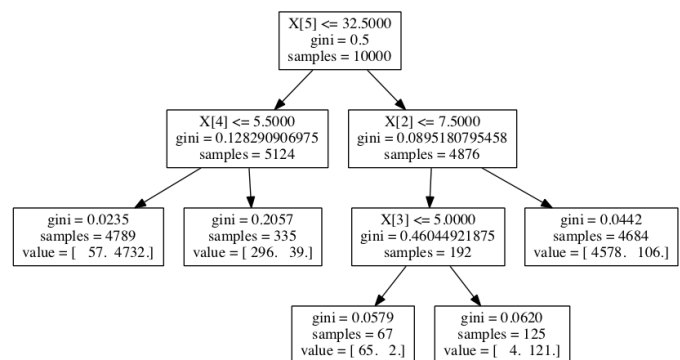 X[5] <= 32.5000
gini = 0.5
samples = 10000
X[4] <= 5.5000
gini = 0.128290906975
samples = 5124
X[2] <= 7.5000
gini = 0.0895180795458
samples = 4876
gini = 0.0235
samples = 4789
value = [ 57. 4732.]
gini = 0.2057
samples = 335
value = [ 296. 39.]
X[3] <= 5.0000
gini = 0.46044921875
samples = 192
gini = 0.0442
samples = 4684
value = [ 4578. 106.]
gini = 0.0579
samples = 67
value = [ 65. 2.]
gini = 0.0620
samples = 125
value = [ 4. 121.]